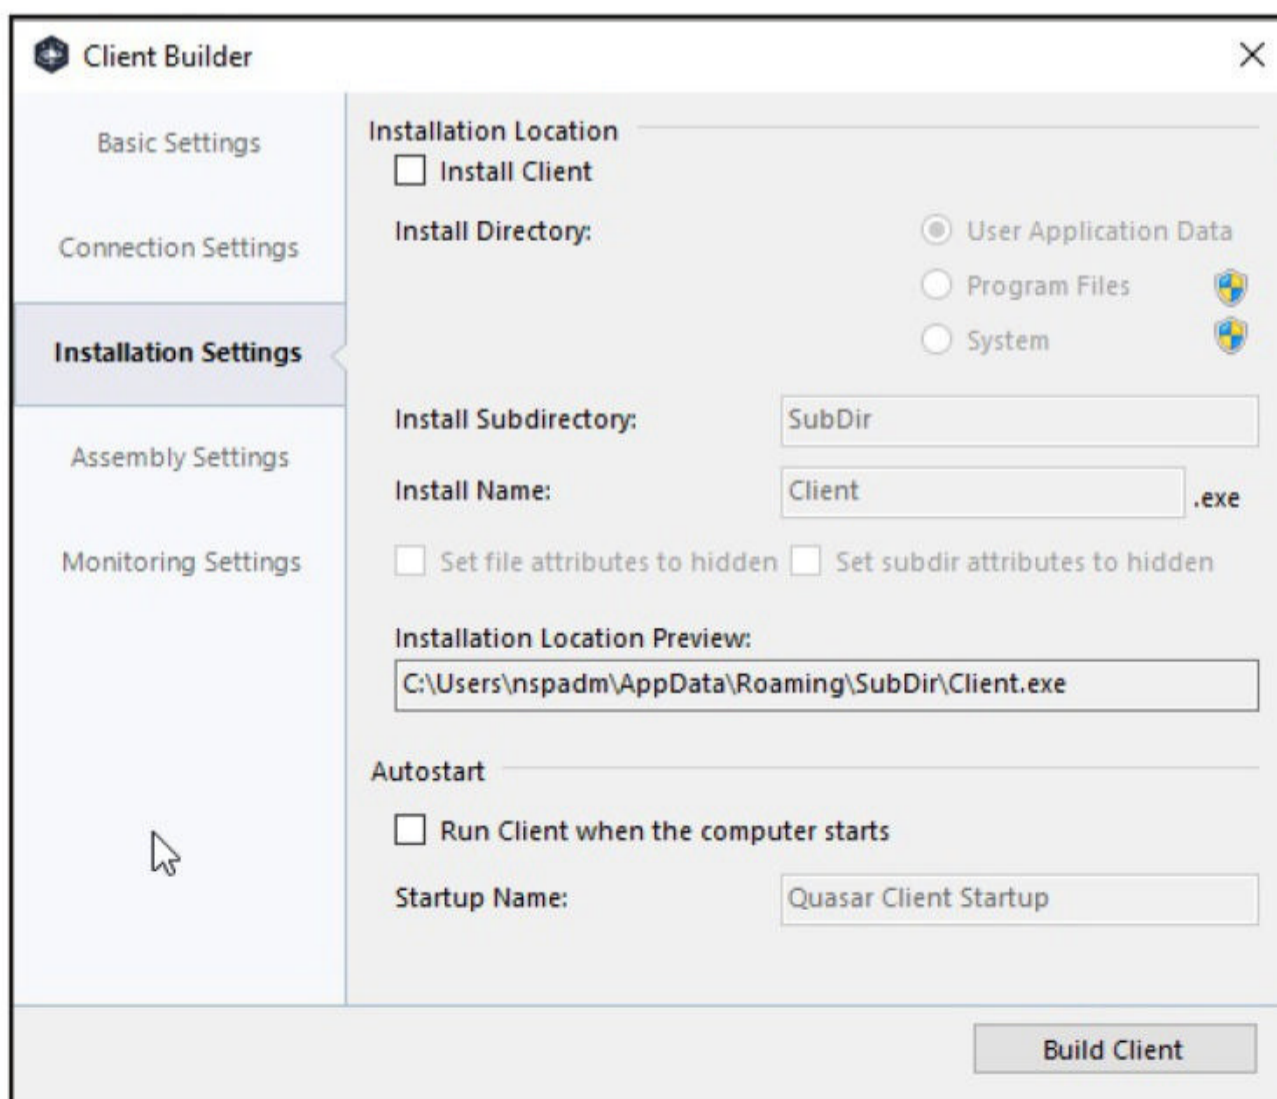 Client Builder
Basic Settings
Connection Settings
Installation Settings
Assembly Settings
Monitoring Settings
Installation Location
Install Client
Install Directory:
User Application Data
Program Files
System
Install Subdirectory:
SubDir
Install Name:
Client
.exe
Set file attributes to hidden
Set subdir attributes to hidden
Installation Location Preview:
C:\Users\nspadm\AppData\Roaming\SubDir\Client.exe
Autostart
Run Client when the computer starts
Startup Name:
Quasar Client Startup
Build Client